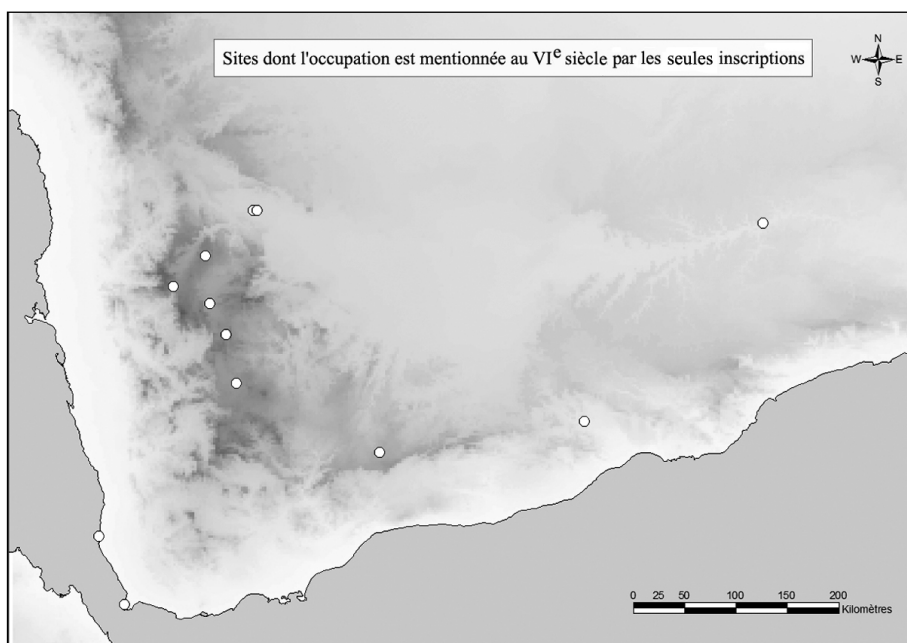 Sites dont l'occupation est mentionnée au VIe siècle par les seules inscriptions
N
W E
S
0 25 50 100 150 200
Kilomètres